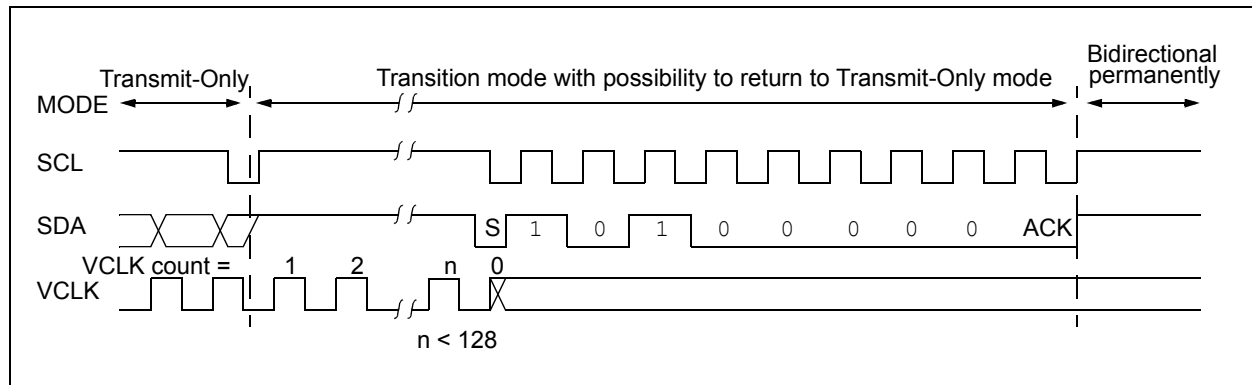 Transmit-Only
Transition mode with possibility to return to Transmit-Only mode
Bidirectional
permanently
MODE
SCL
SDA
S 1 0 1 0 0 0 0 0 ACK
VCLK count = 1 2 n 0
VCLK
n < 128